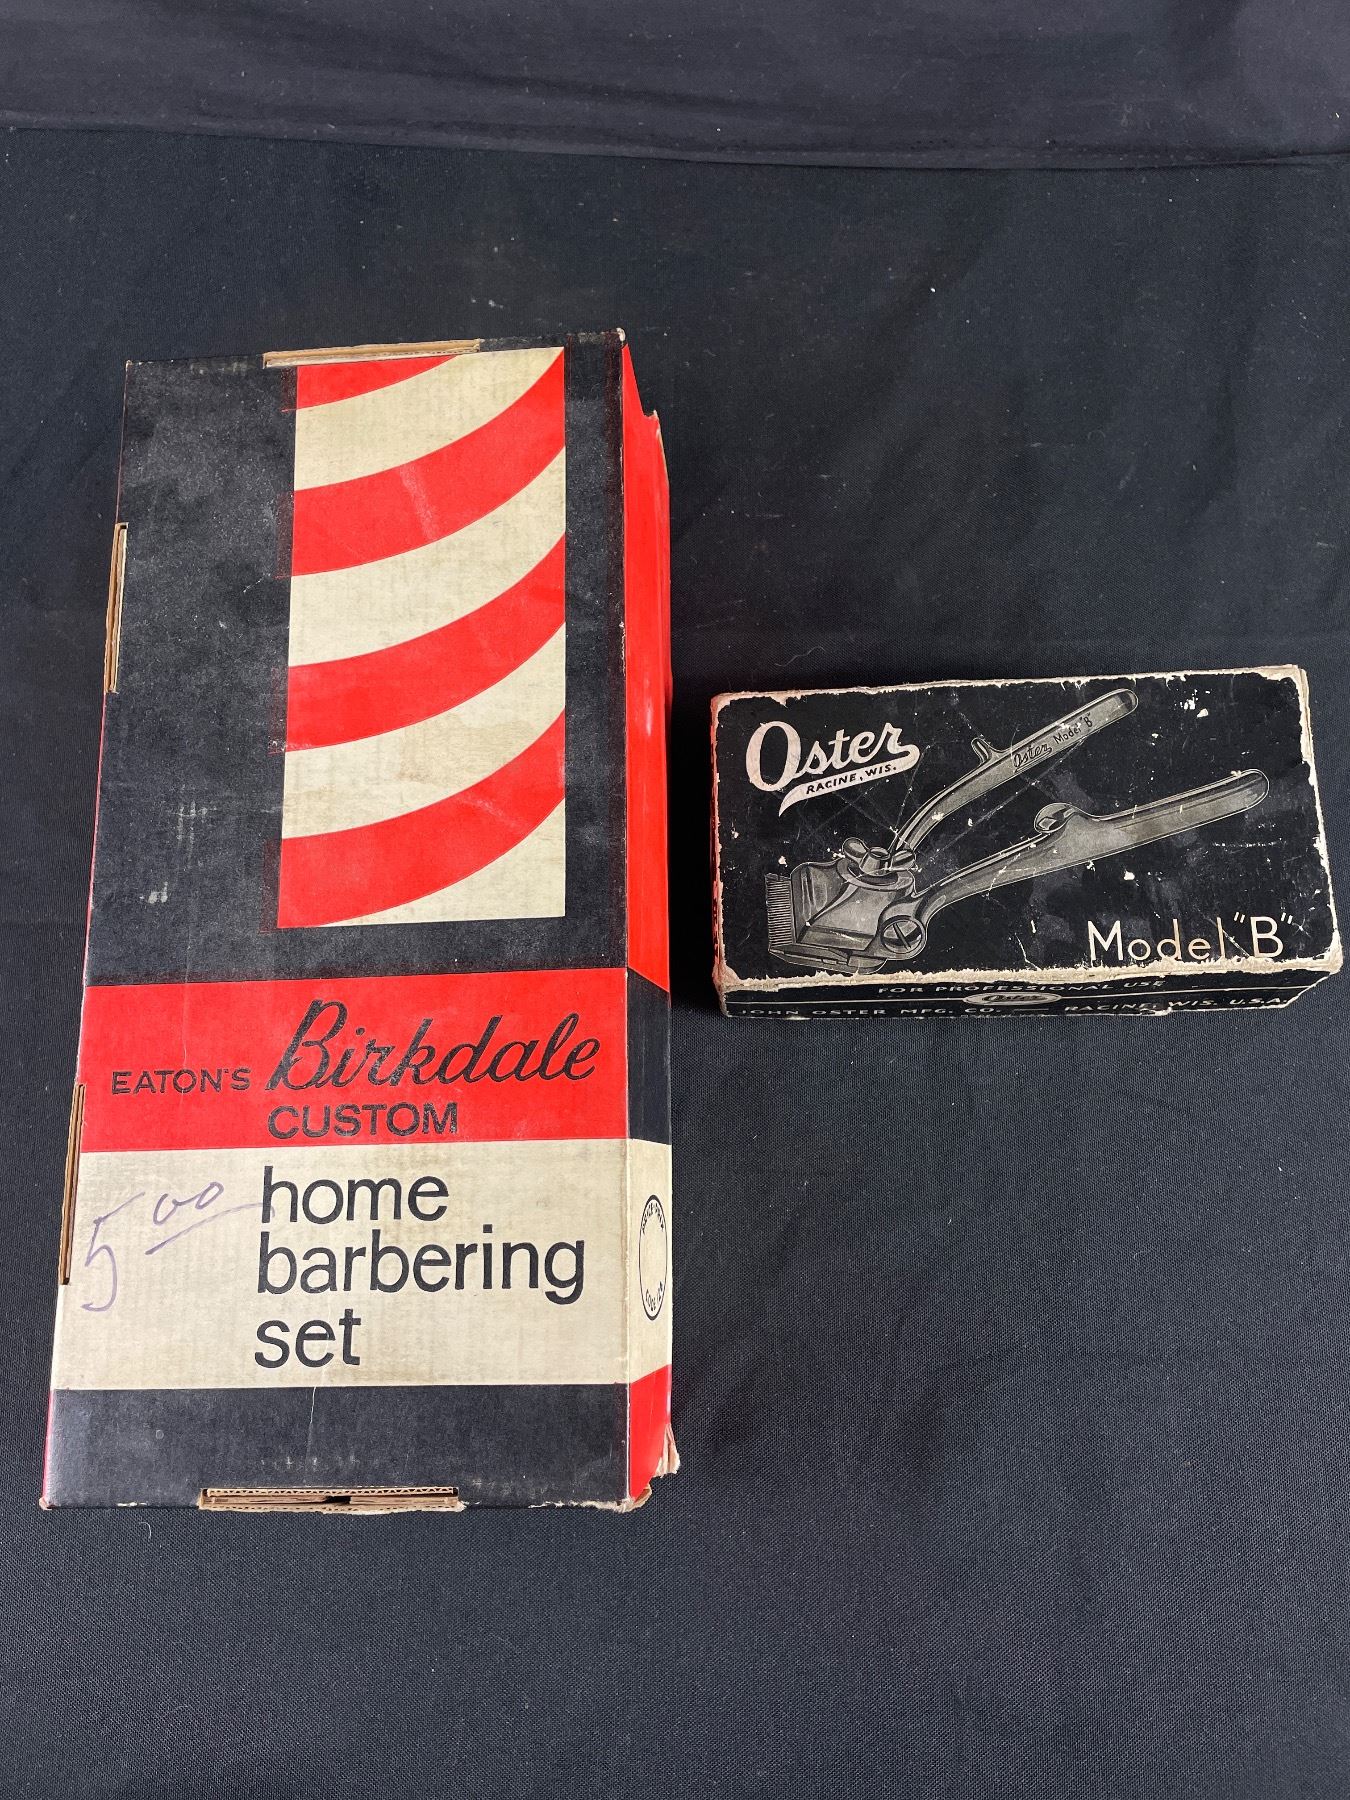 EATON'S Birkdale
CUSTOM
5.00
home
barbering
set
Oster
RACINE, WIS.
Oster Model "B"
Model "B"
FOR PROFESSIONAL USE
Oster
JOHN OSTER MFG. CO. RACINE, WIS. U.S.A.